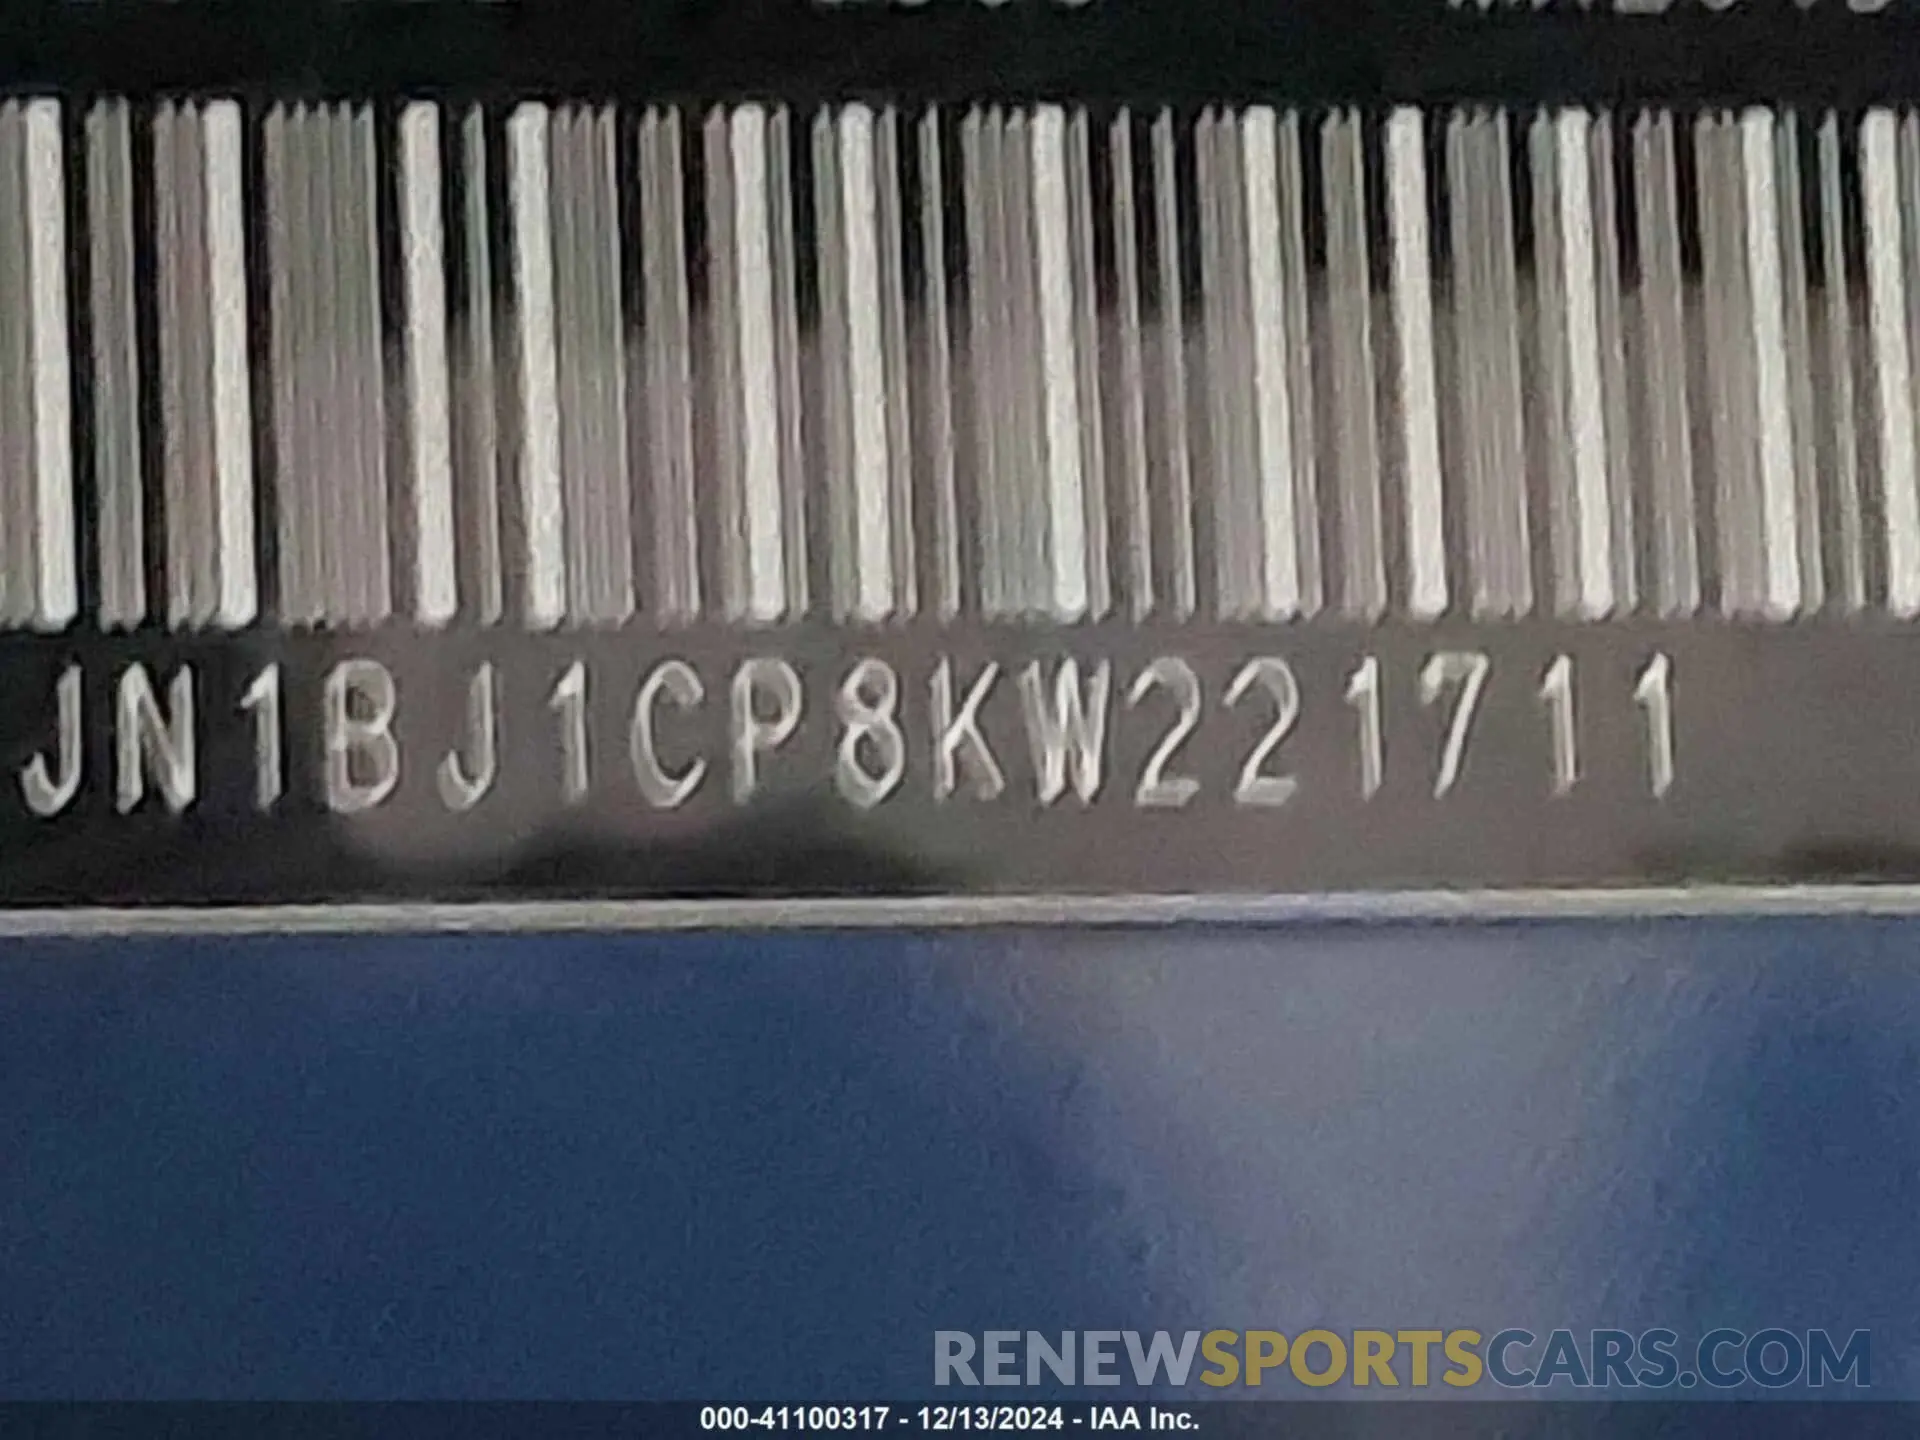 JN1BJ1CP8KW221711
RENEWSPORTSCARS.COM
000-41100317 - 12/13/2024 - IAA Inc.